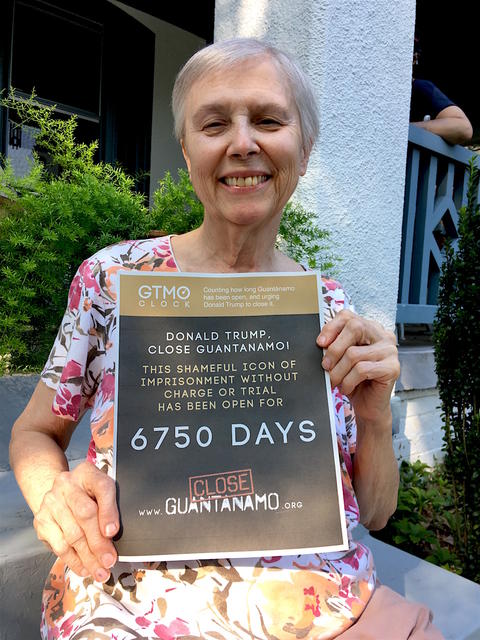 GTMO
CLOCK
Counting how long Guantánamo
has been open, and urging
Donald Trump to close it.
DONALD TRUMP,
CLOSE GUANTANAMO!
THIS SHAMEFUL ICON OF
IMPRISONMENT WITHOUT
CHARGE OR TRIAL
HAS BEEN OPEN FOR
6750 DAYS
CLOSE
WWW.GUANTANAMO.ORG